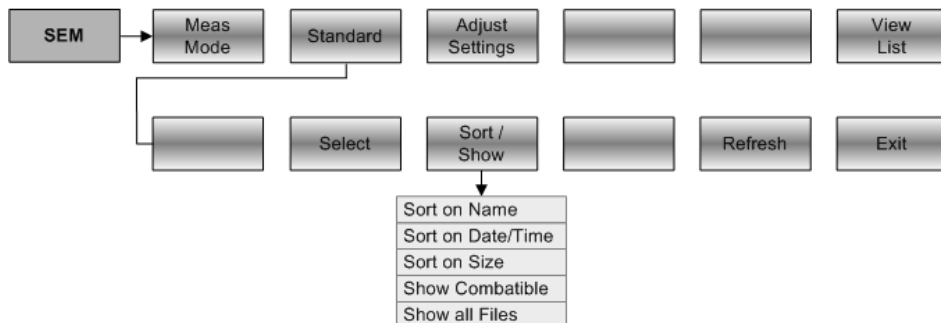 SEM
Meas
Mode
Standard
Adjust
Settings
View
List
Select
Sort /
Show
Refresh
Exit
Sort on Name
Sort on Date/Time
Sort on Size
Show Combatible
Show all Files